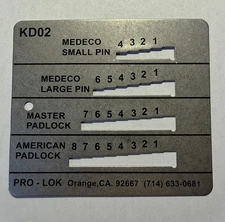 KD02
MEDECO
SMALL PIN 4 3 2 1
MEDECO
LARGE PIN 6 5 4 3 2 1
MASTER
PADLOCK 7 6 5 4 3 2 1
AMERICAN
PADLOCK 8 7 6 5 4 3 2 1
PRO - LOK Orange, CA. 92667 (714) 633-0681